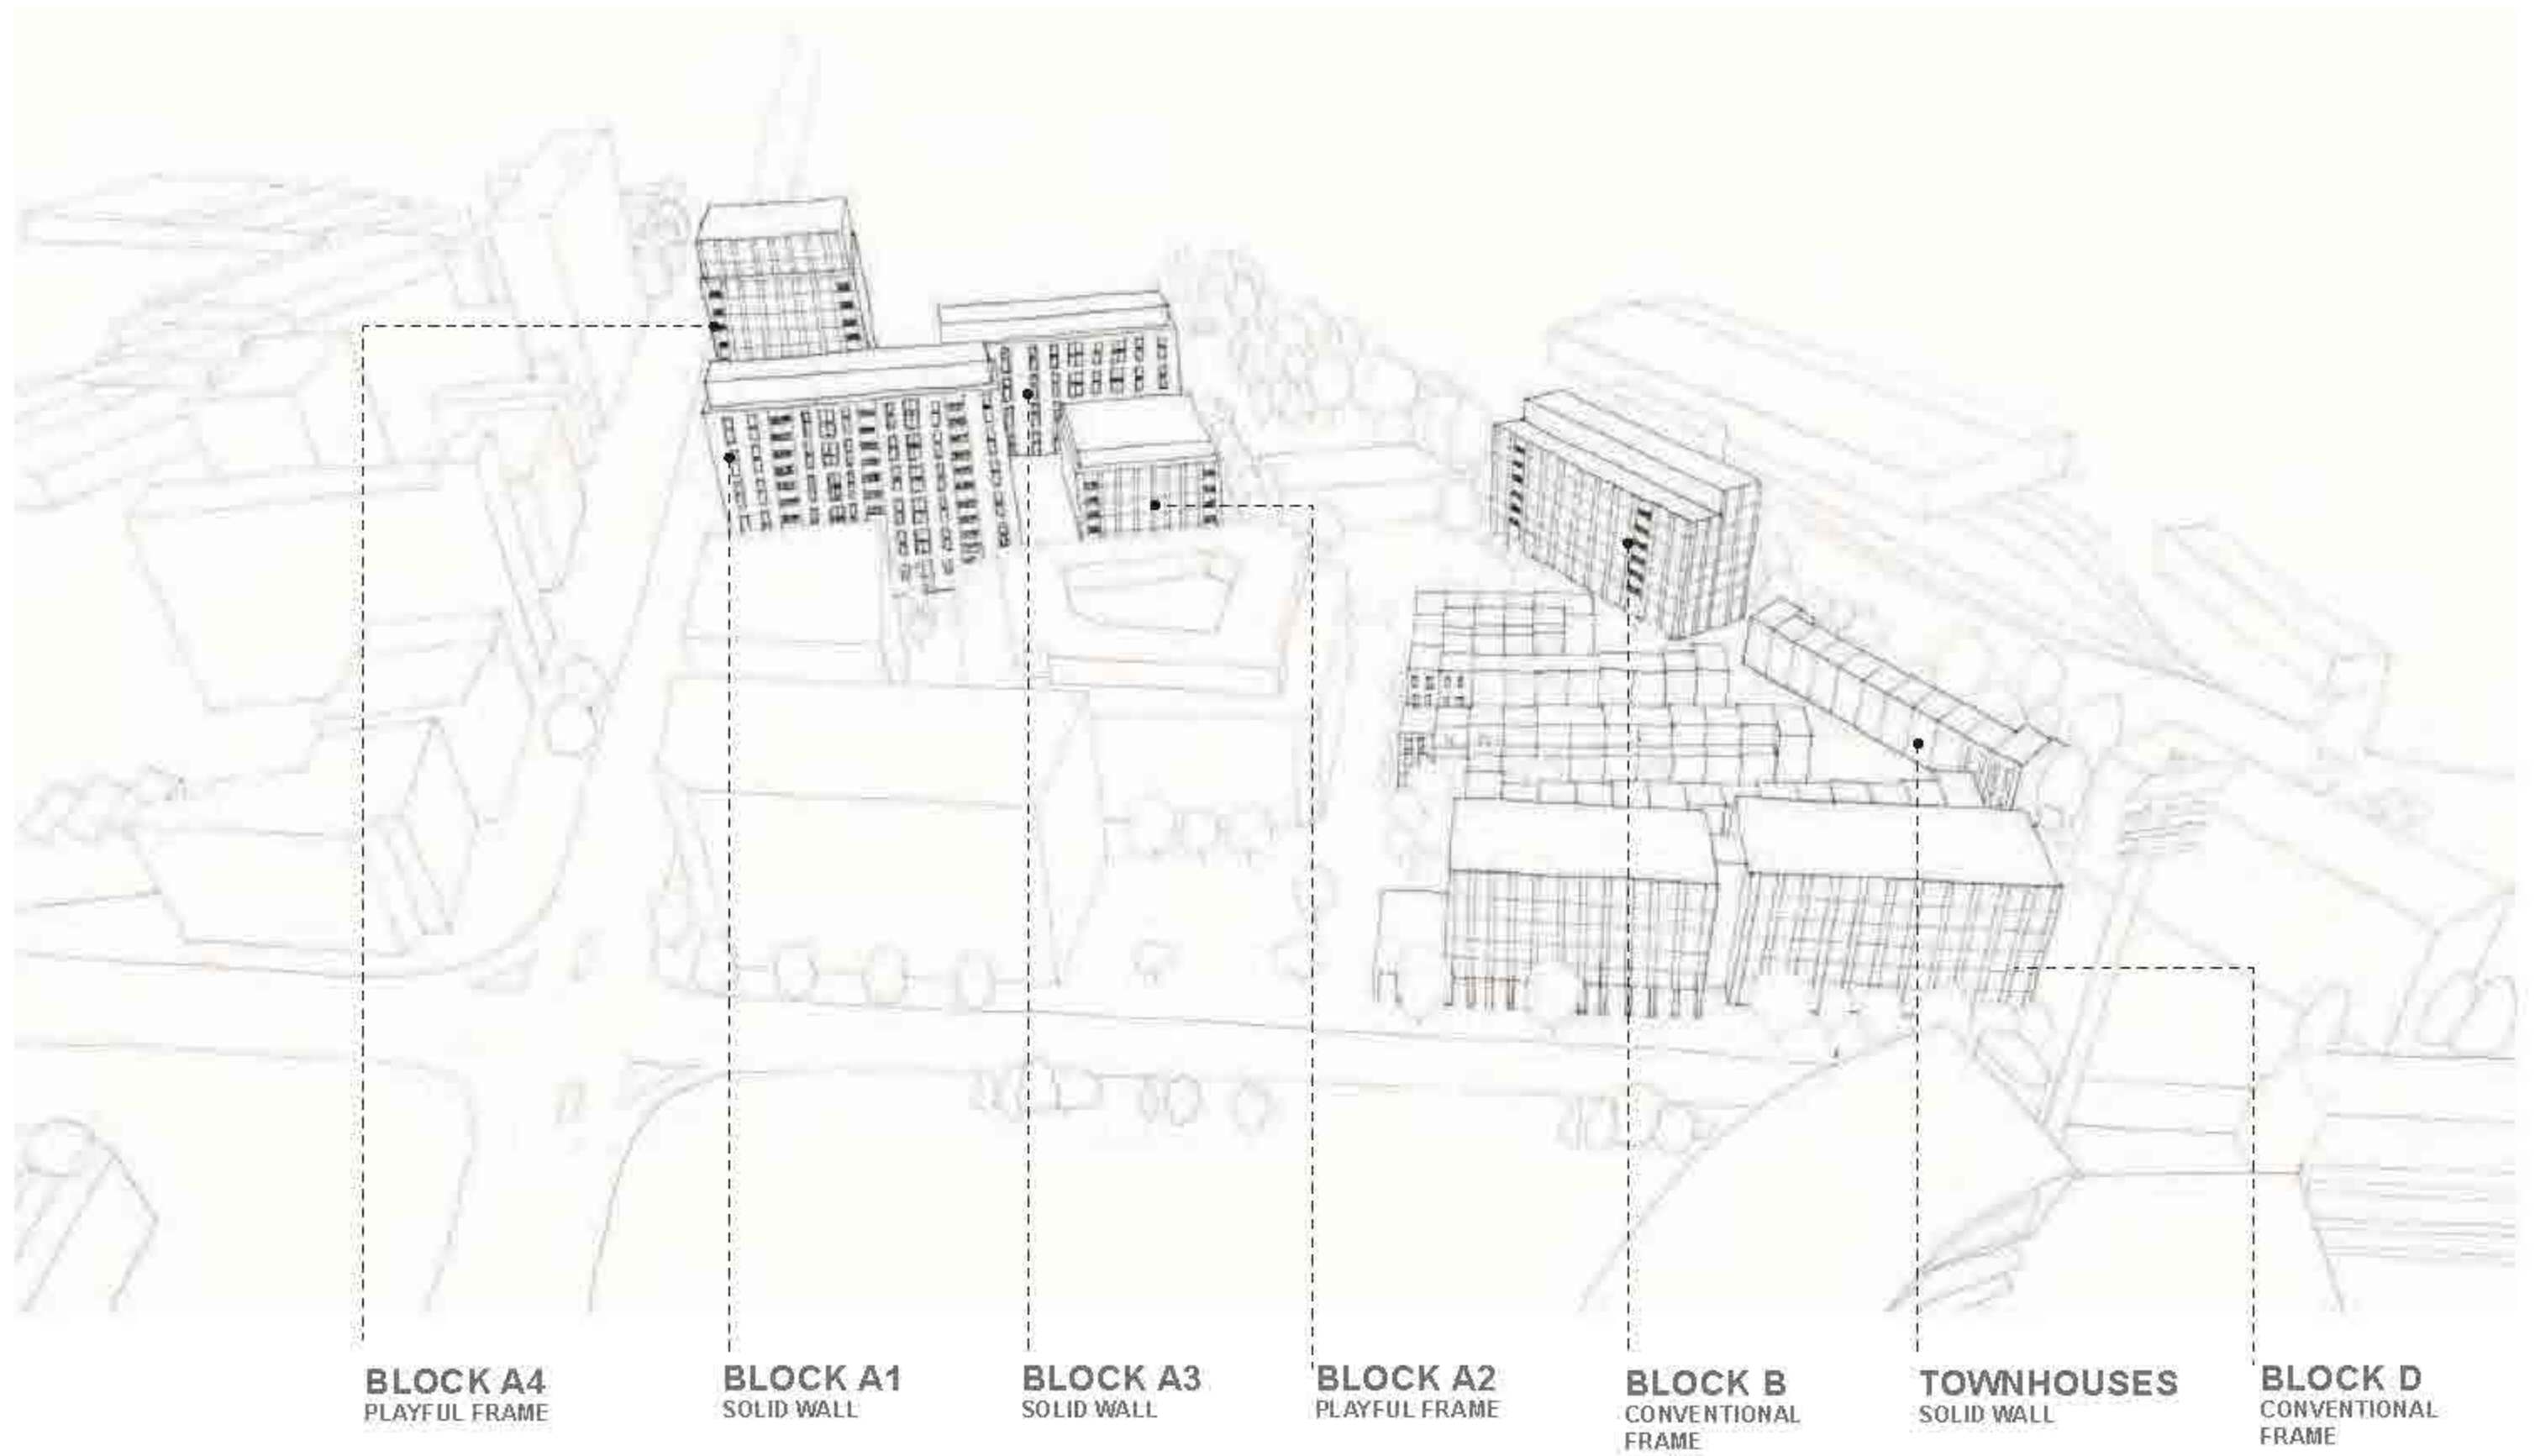 BLOCK A4
PLAYFUL FRAME
BLOCK A1
SOLID WALL
BLOCK A3
SOLID WALL
BLOCK A2
PLAYFUL FRAME
BLOCK B
CONVENTIONAL
FRAME
TOWNHOUSES
SOLID WALL
BLOCK D
CONVENTIONAL
FRAME